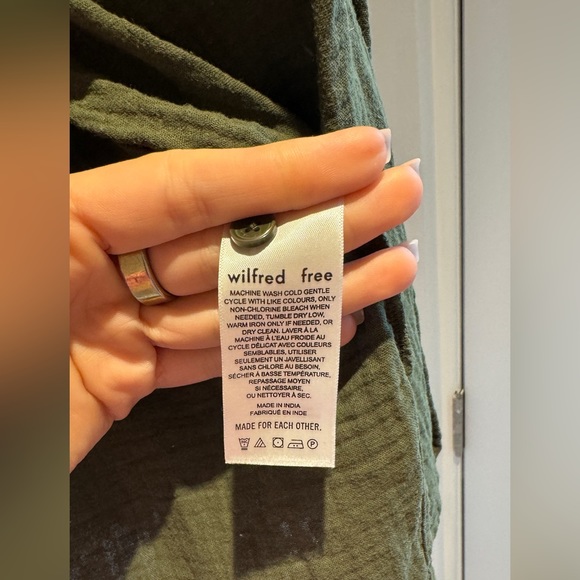 wilfred free
MACHINE WASH COLD GENTLE
CYCLE WITH LIKE COLOURS, ONLY
NON-CHLORINE BLEACH WHEN
NEEDED, TUMBLE DRY LOW,
WARM IRON ONLY IF NEEDED, OR
DRY CLEAN. LAVER À LA
MACHINE À L'EAU FROIDE AU
CYCLE DÉLICAT AVEC COULEURS
SEMBLABLES, UTILISER
SEULEMENT UN JAVELLISANT
SANS CHLORE AU BESOIN,
SÉCHER À BASSE TEMPÉRATURE,
REPASSAGE MOYEN
SI NÉCESSAIRE,
OU NETTOYER À SEC.
MADE IN INDIA
FABRIQUÉ EN INDE
MADE FOR EACH OTHER.
P